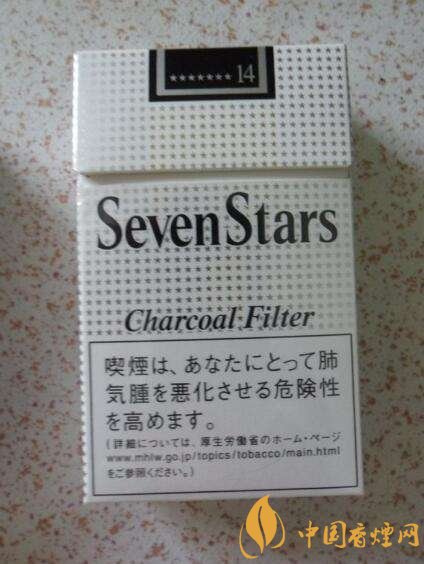 ★★★★★★★ 14
Seven Stars
Charcoal Filter
喫煙は、あなたにとって肺
気腫を悪化させる危険性
を高めます。
(詳細については、厚生労働省のホーム・ページ
www.mhlw.go.jp/topics/tobacco/main.html
をご参照ください。)
中国香烟网